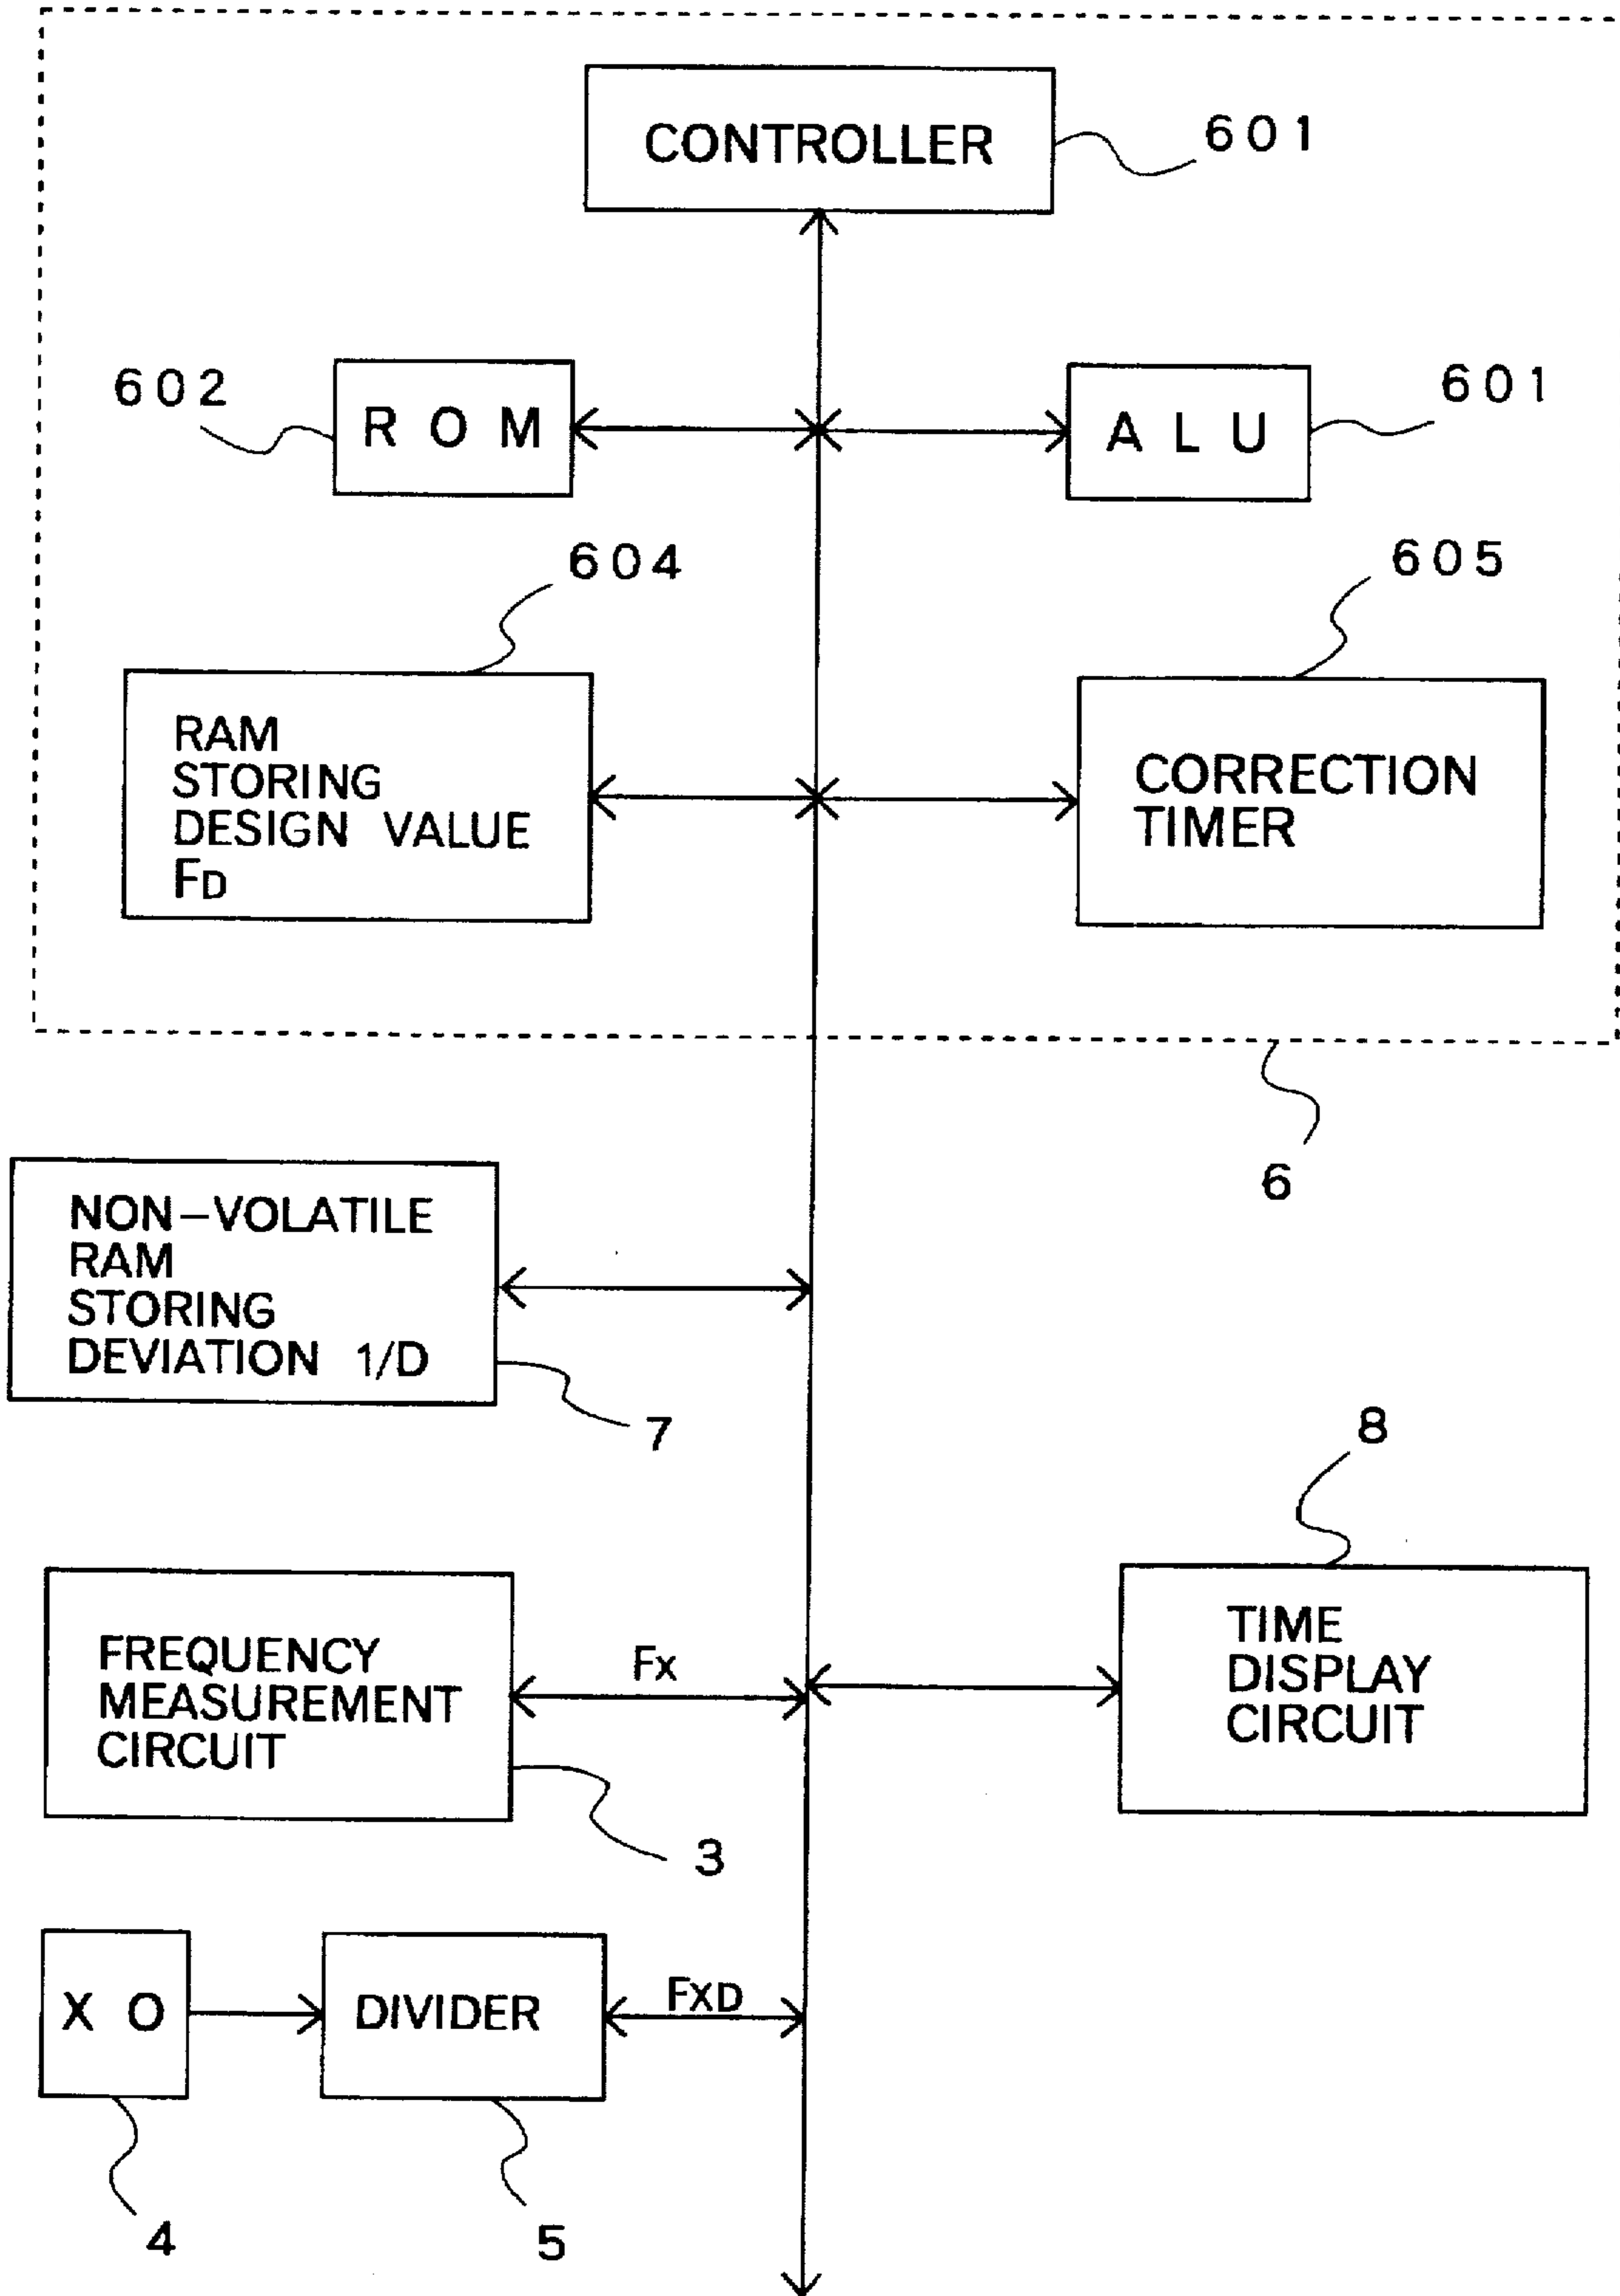 CONTROLLER
601
602
R O M
A L U
601
604
605
RAM
STORING
DESIGN VALUE
FD
CORRECTION
TIMER
6
NON-VOLATILE
RAM
STORING
DEVIATION 1/D
7
8
FREQUENCY
MEASUREMENT
CIRCUIT
Fx
TIME
DISPLAY
CIRCUIT
3
X O
DIVIDER
FXD
4
5